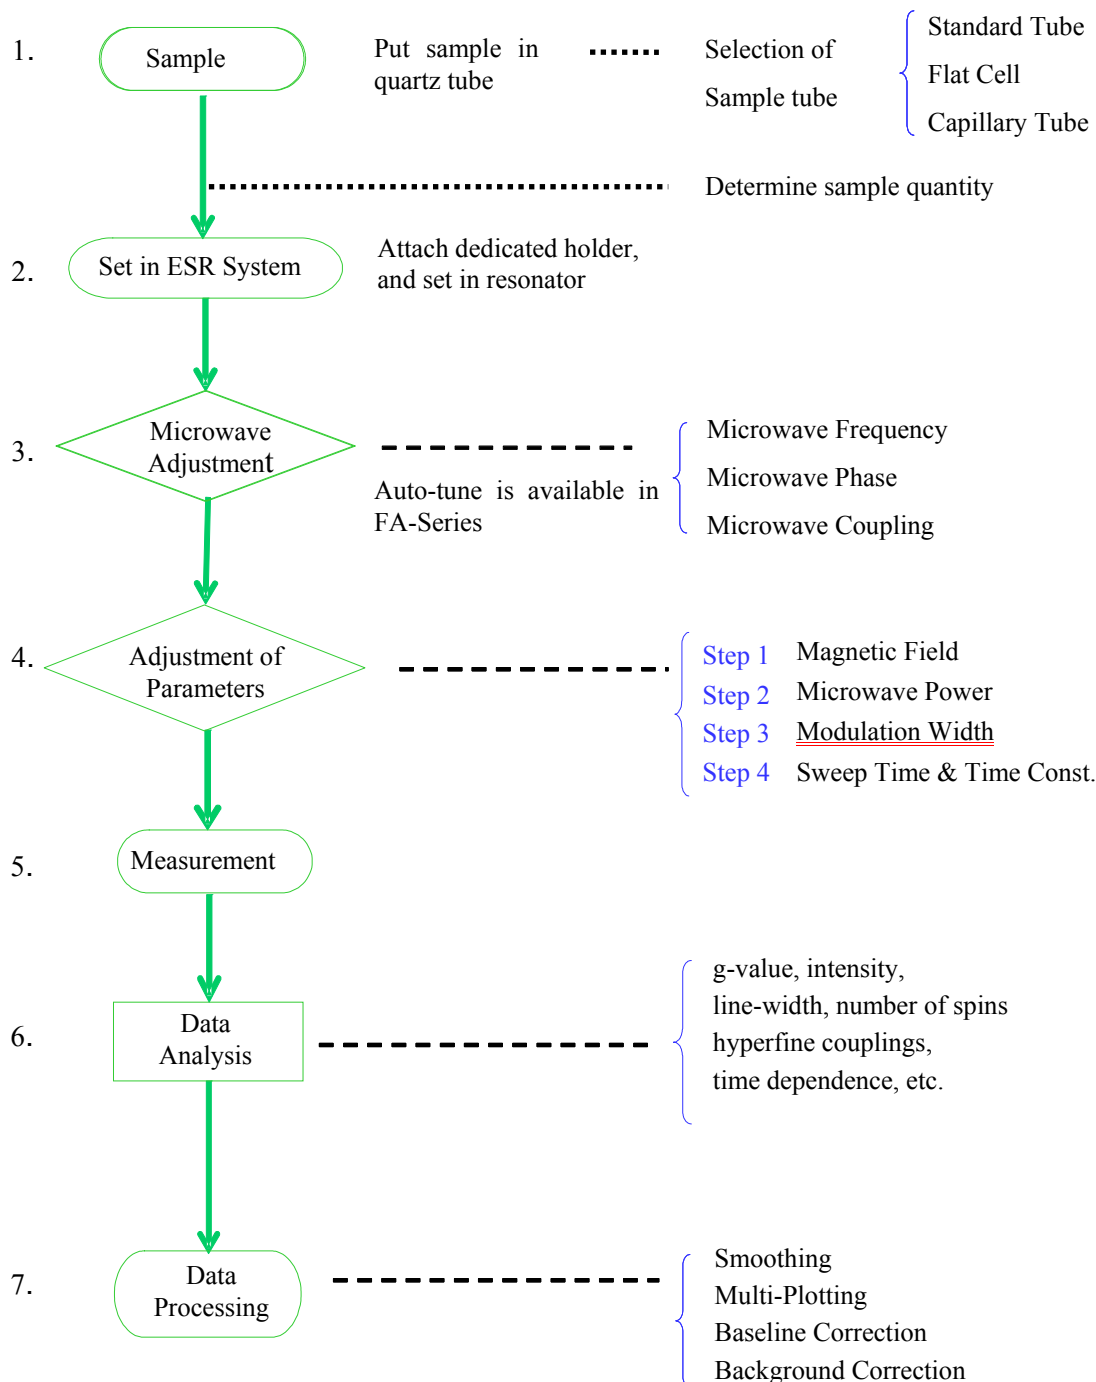 1.
Sample
Put sample in
quartz tube
Selection of
Sample tube
Standard Tube
Flat Cell
Capillary Tube
Determine sample quantity
2.
Set in ESR System
Attach dedicated holder,
and set in resonator
3.
Microwave
Adjustment
Auto-tune is available in
FA-Series
Microwave Frequency
Microwave Phase
Microwave Coupling
4.
Adjustment of
Parameters
Step 1 Magnetic Field
Step 2 Microwave Power
Step 3 Modulation Width
Step 4 Sweep Time & Time Const.
5.
Measurement
6.
Data
Analysis
g-value, intensity,
line-width, number of spins
hyperfine couplings,
time dependence, etc.
7.
Data
Processing
Smoothing
Multi-Plotting
Baseline Correction
Background Correction